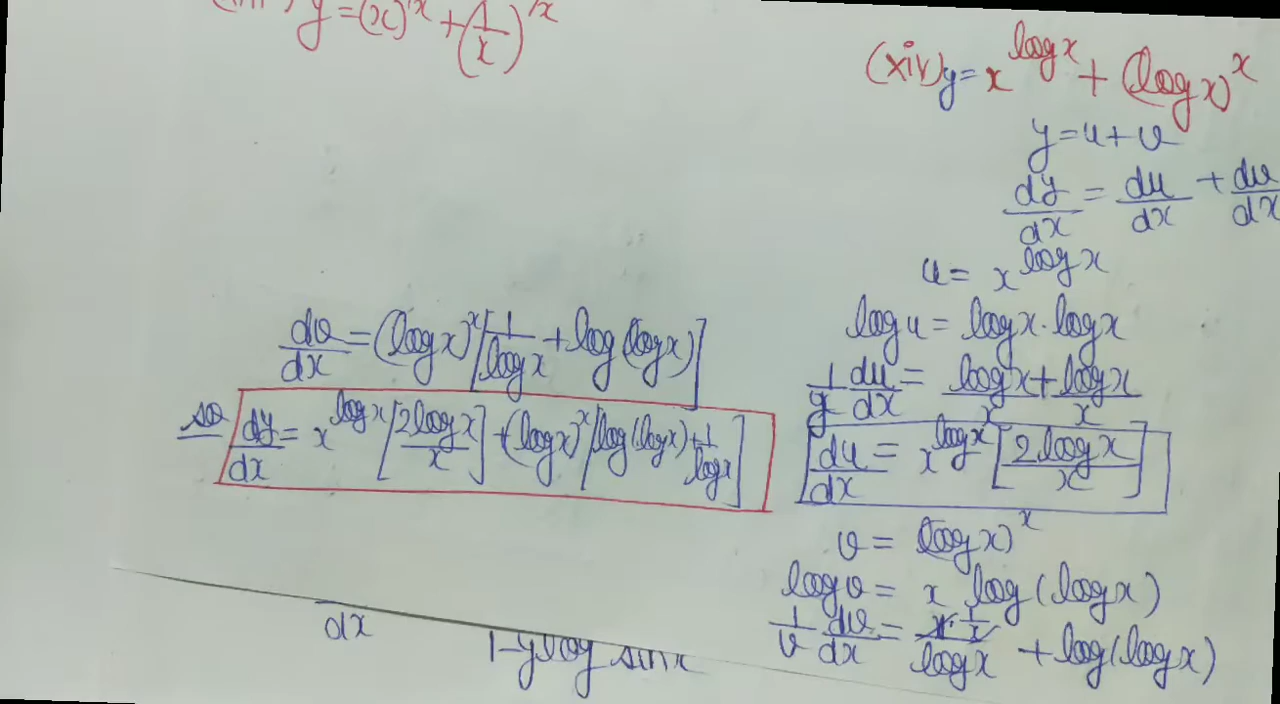 y = (x)^x + (1/x)^1/x
(xiv) y = x^log x + (log x)^x
y = u + v
dy/dx = du/dx + dv/dx
u = x^log x
log u = log x · log x
1/y du/dx = log x + log x / x x
du/dx = x^log x [2 log x / x]
v = (log x)^x
log v = x log (log x)
1/v dv/dx = x · 1/x / log x + log (log x)
dv/dx = (log x)^x [1/log x + log (log x)]
so dy/dx = x^log x [2 log x / x] + (log x)^x [log (log x) + 1/log x]
dx
1 - y log sin x